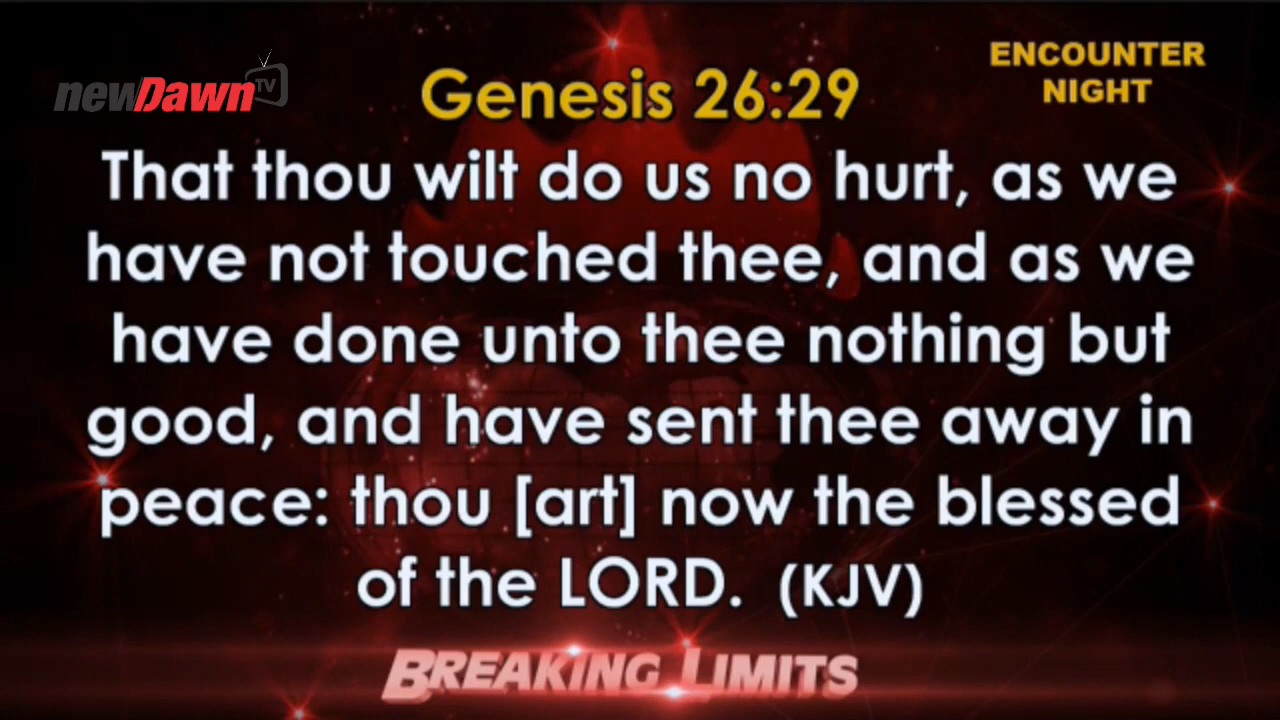 newDawn TV
ENCOUNTER
NIGHT
Genesis 26:29
That thou wilt do us no hurt, as we
have not touched thee, and as we
have done unto thee nothing but
good, and have sent thee away in
peace: thou [art] now the blessed
of the LORD. (KJV)
BREAKING LIMITS